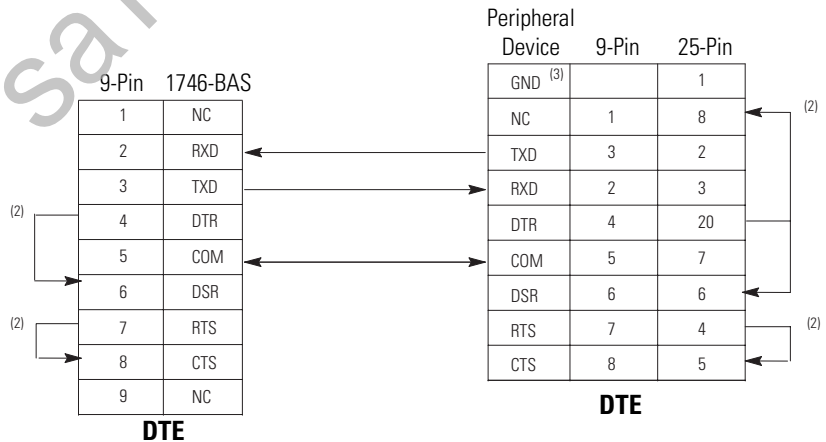 Peripheral
Device 9-Pin 25-Pin
GND (3) 1
NC 1 8
TXD 3 2
RXD 2 3
DTR 4 20
COM 5 7
DSR 6 6
RTS 7 4
CTS 8 5
(2)
(2)
DTE
9-Pin 1746-BAS
1 NC
2 RXD
3 TXD
4 DTR
5 COM
6 DSR
7 RTS
8 CTS
9 NC
(2)
(2)
DTE